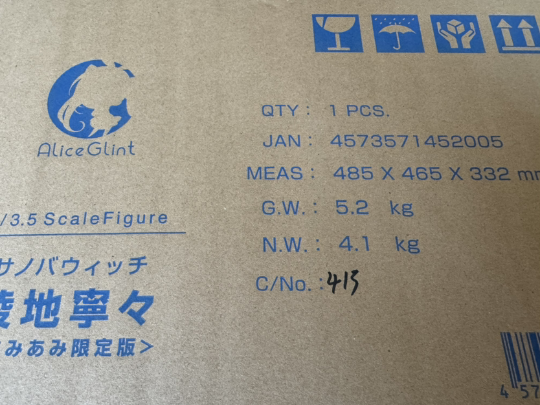 AliceGlint
QTY： 1 PCS.
JAN： 4573571452005
MEAS： 485 X 465 X 332 mm
G.W.： 5.2 kg
/3.5 ScaleFigure
N.W.： 4.1 kg
サノバウィッチ
C/No.：413
綾地寧々
みあみ限定版>
4 57